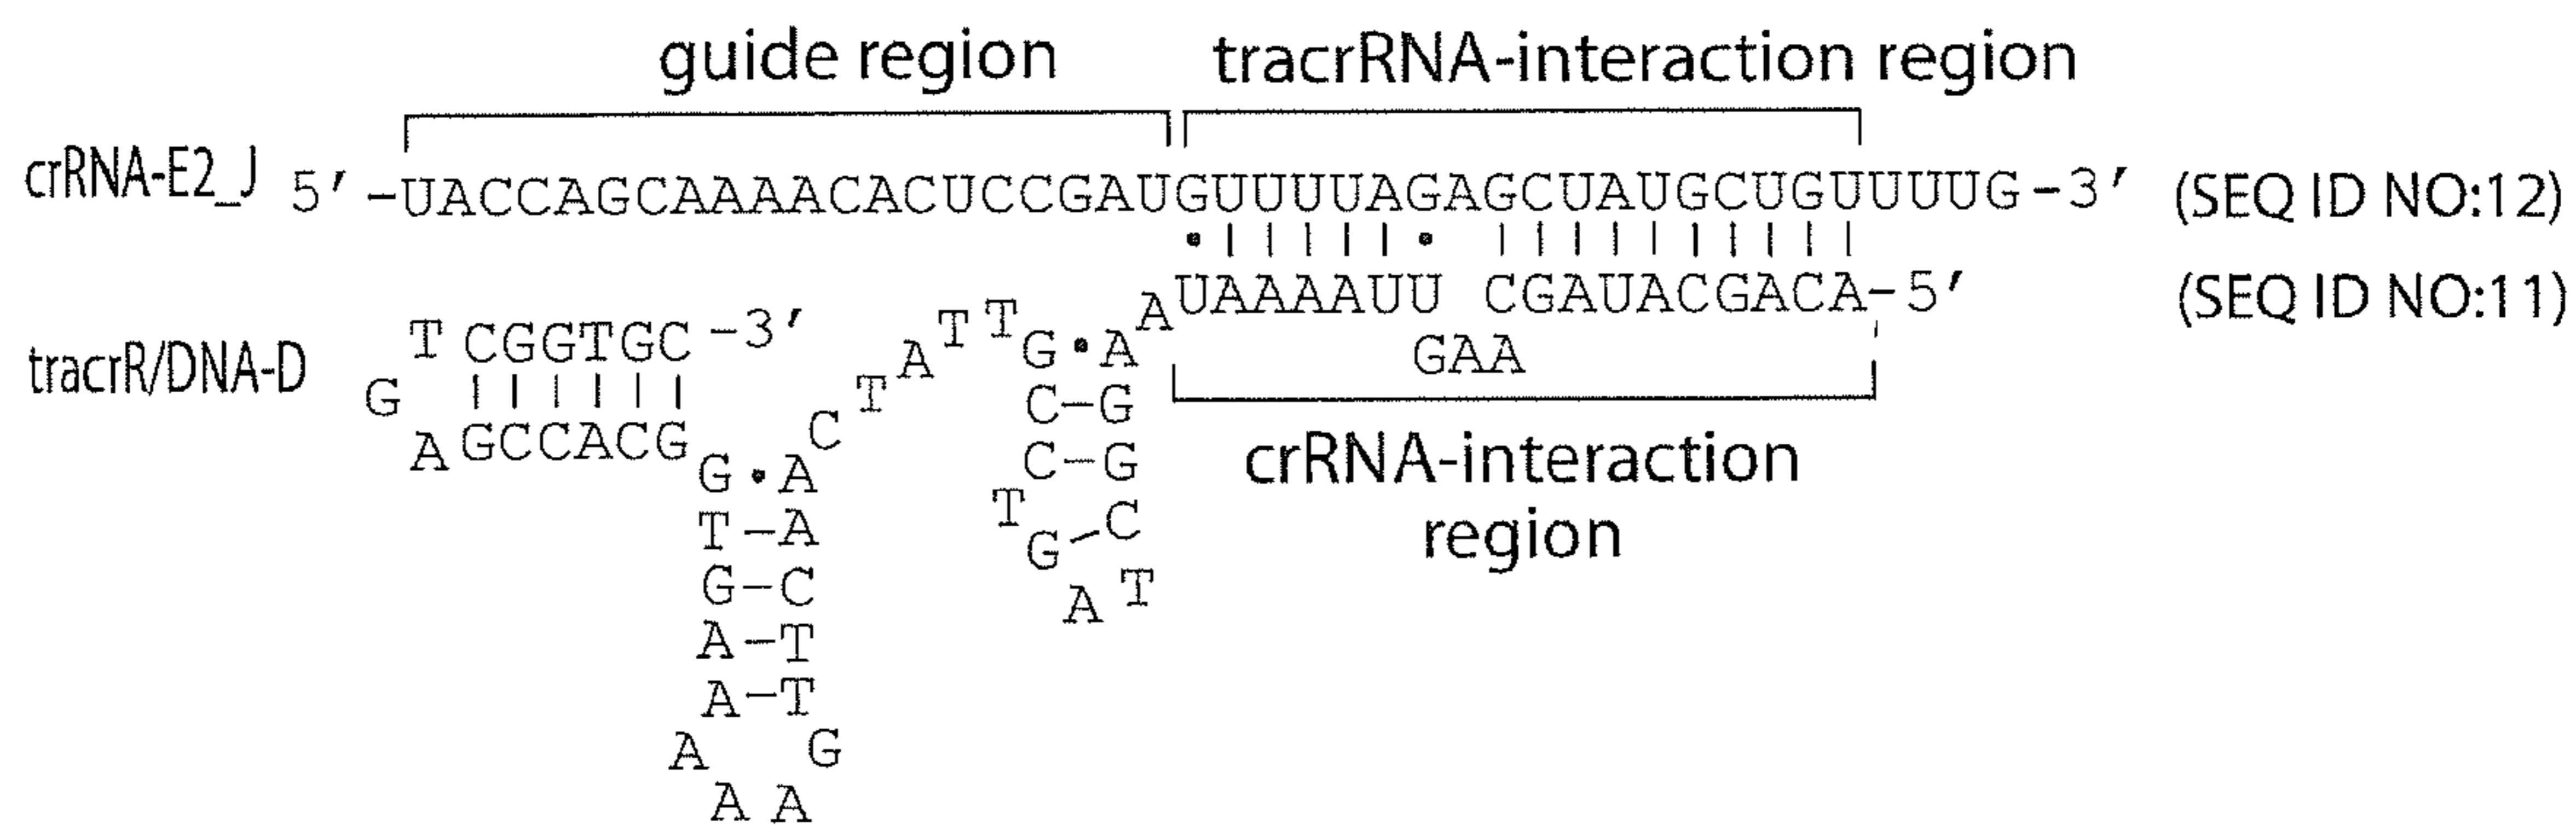 guide region tracrRNA-interaction region
crRNA-E2_J 5′-UACCAGCAAAACACUCCGAUGUUUUAGAGCUAUGCUGUUUUG-3′ (SEQ ID NO:12)
UAAAAUU CGAUACGACA-5′ (SEQ ID NO:11)
GAA
crRNA-interaction
region
tracrR/DNA-D
T CGGTGC-3′
G
A GCCACG
G·A C T A T T G·A A
T-A C-G
G-C C-G
A-T T G-C
A-T A T
A G
A A